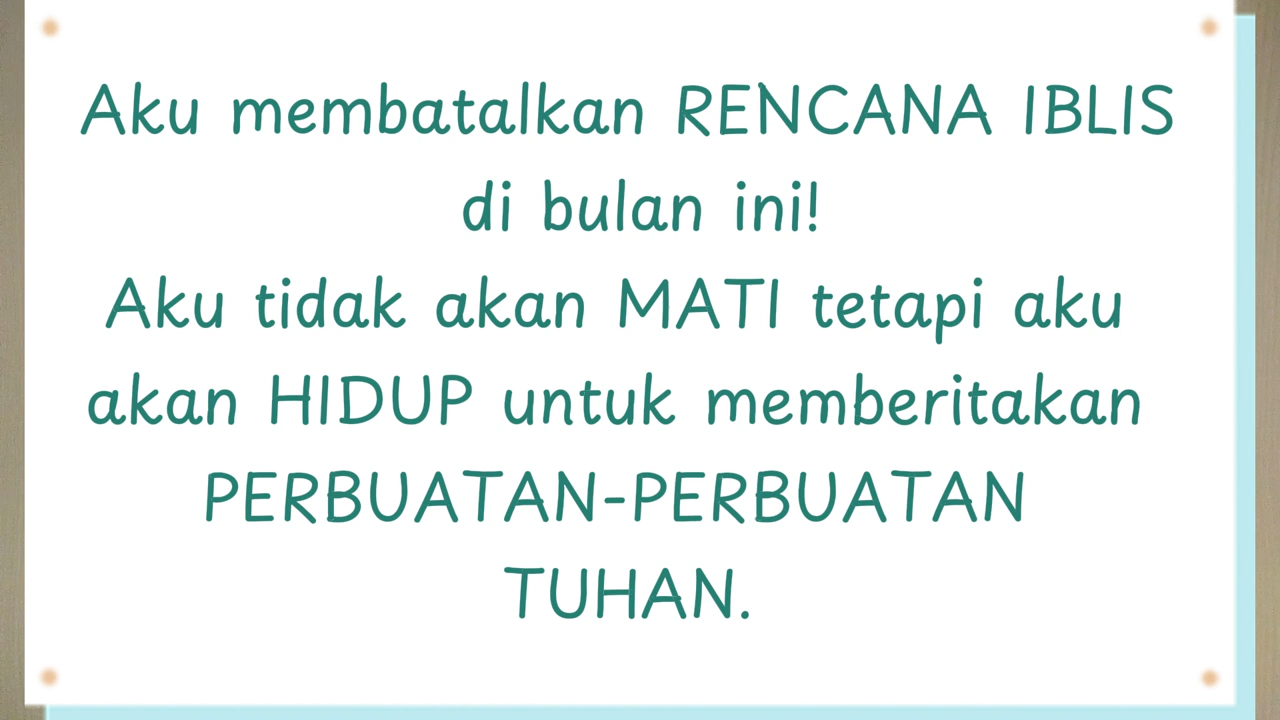 Aku membatalkan RENCANA IBLIS
di bulan ini!
Aku tidak akan MATI tetapi aku
akan HIDUP untuk memberitakan
PERBUATAN-PERBUATAN
TUHAN.